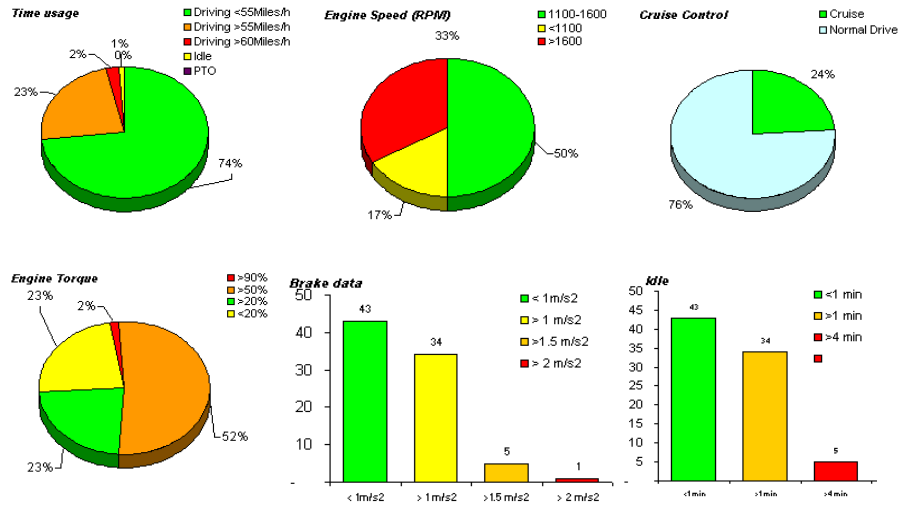 Time usage
Driving <55Miles/h
Driving >55Miles/h
Driving >60Miles/h
Idle
PTO
1%
0%
2%
23%
74%
Engine Speed (RPM)
1100-1600
<1100
>1600
33%
50%
17%
Cruise Control
Cruise
Normal Drive
24%
76%
Engine Torque
>90%
>50%
>20%
<20%
23%
2%
52%
23%
Brake data
50
40
30
20
10
-
43
34
5
1
< 1m/s2
> 1 m/s2
>1.5 m/s2
> 2 m/s2
< 1m/s2
> 1m/s2
>1.5 m/s2
> 2 m/s2
Idle
50
45
40
35
30
25
20
15
10
5
-
43
34
5
<1 min
>1 min
>4 min
<1 min
>1 min
>4 min